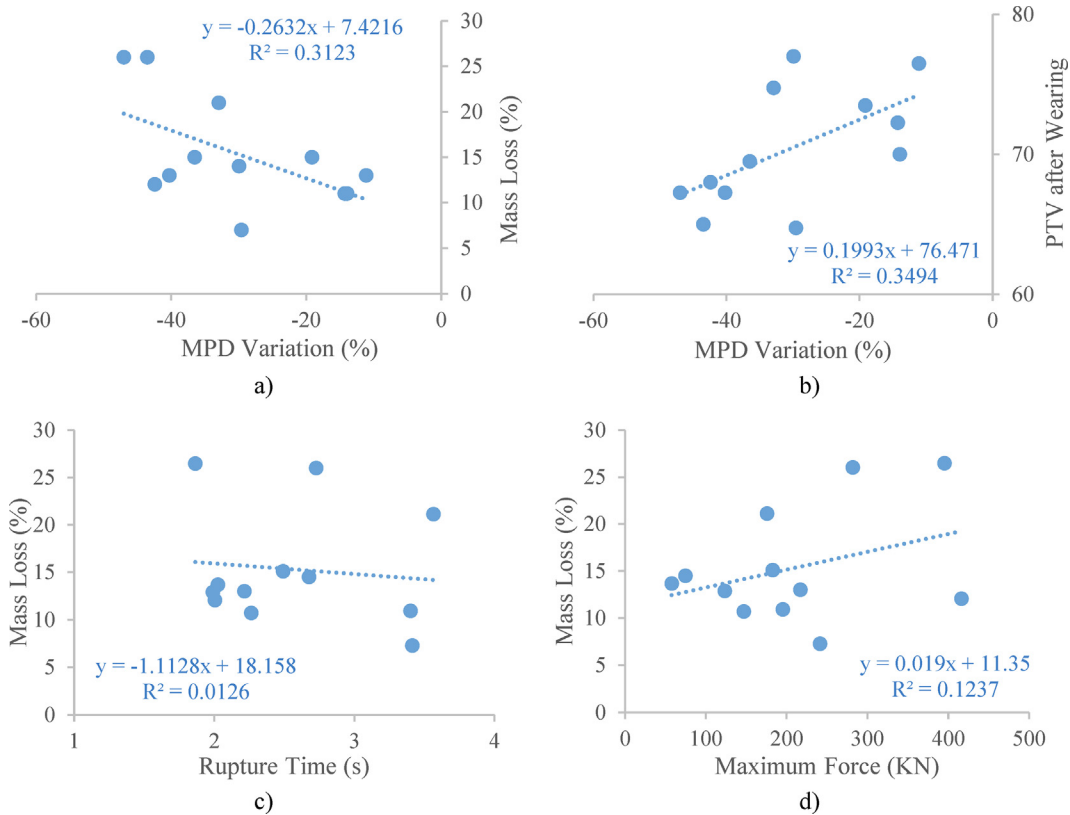 y = -0.2632x + 7.4216
R² = 0.3123
30
25
20
15
10
5
0
Mass Loss (%)
-60
-40
-20
0
MPD Variation (%)
a)
80
70
60
PTV after Wearing
y = 0.1993x + 76.471
R² = 0.3494
-60
-40
-20
0
MPD Variation (%)
b)
30
25
20
15
10
5
0
Mass Loss (%)
y = -1.1128x + 18.158
R² = 0.0126
1
2
3
4
Rupture Time (s)
c)
30
25
20
15
10
5
0
Mass Loss (%)
y = 0.019x + 11.35
R² = 0.1237
0
100
200
300
400
500
Maximum Force (KN)
d)